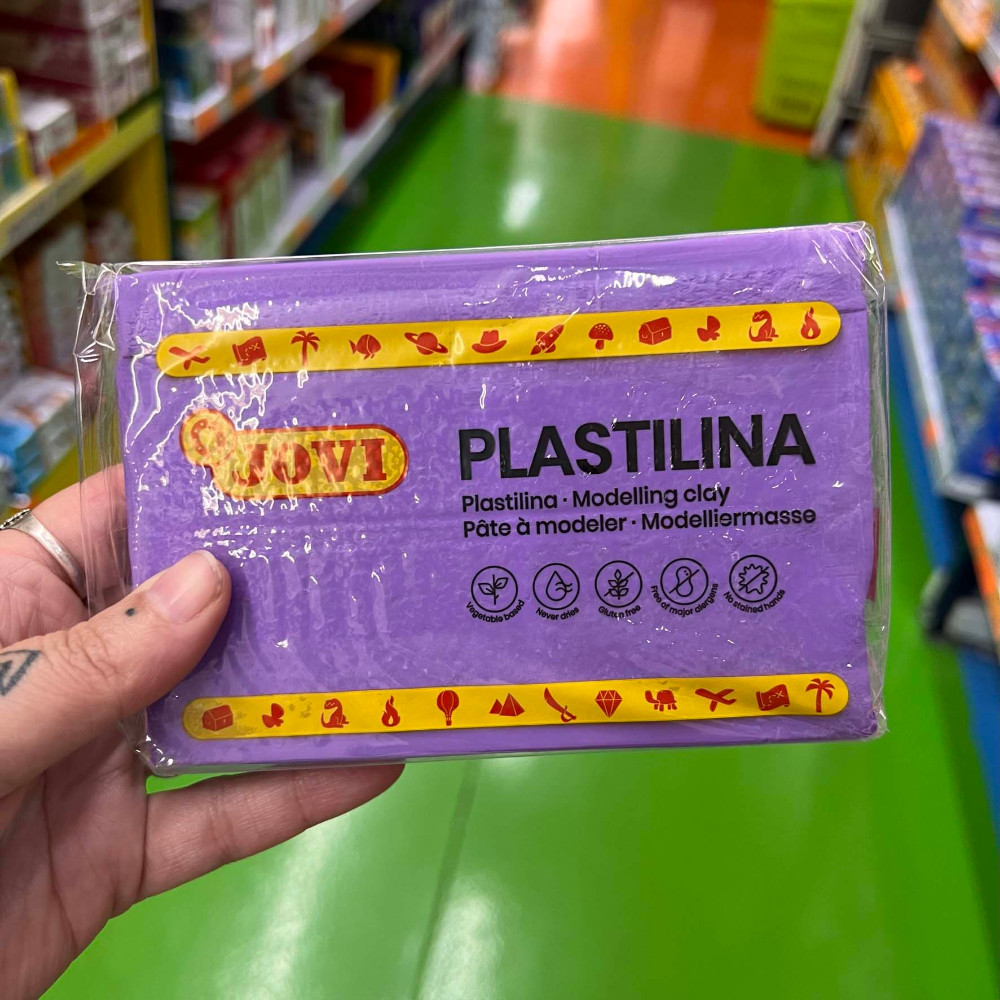 JOVI
PLASTILINA
Plastilina · Modelling clay
Pâte à modeler · Modelliermasse
Vegetable based
Never dries
Gluten free
Free of major alergens
No stained hands